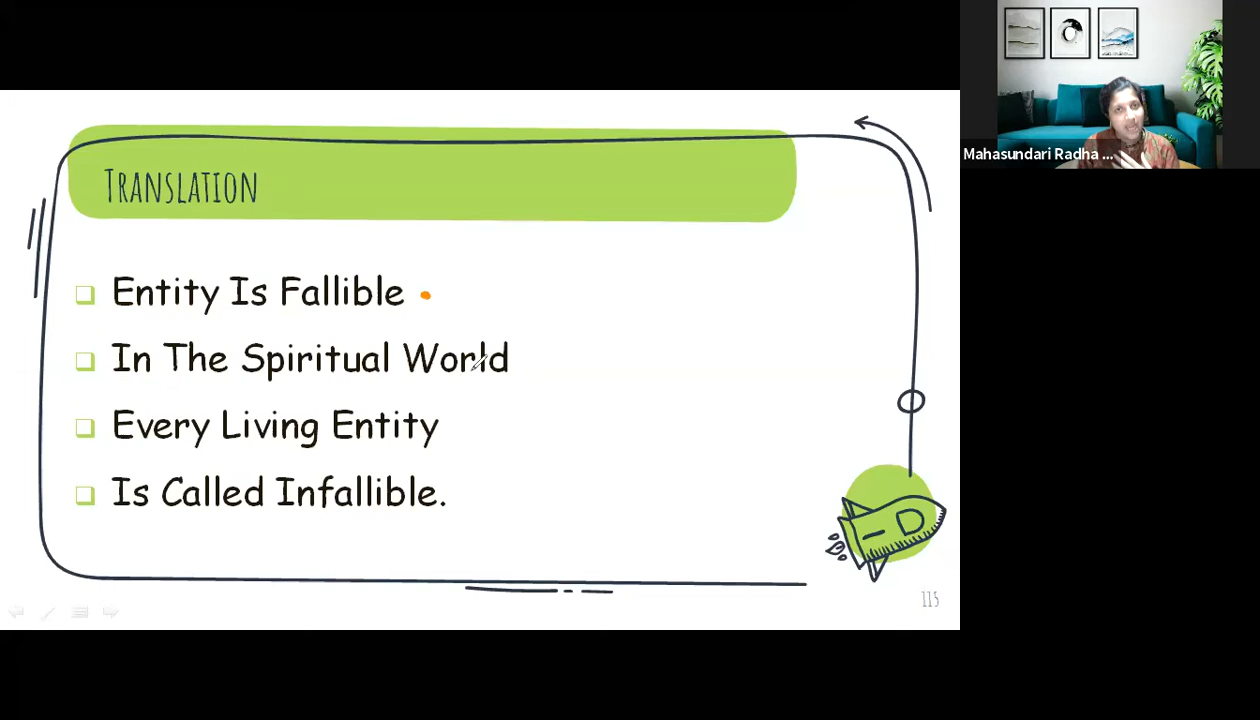 Translation
Entity Is Fallible
In The Spiritual World
Every Living Entity
Is Called Infallible.
115
Mahasundari Radha ...